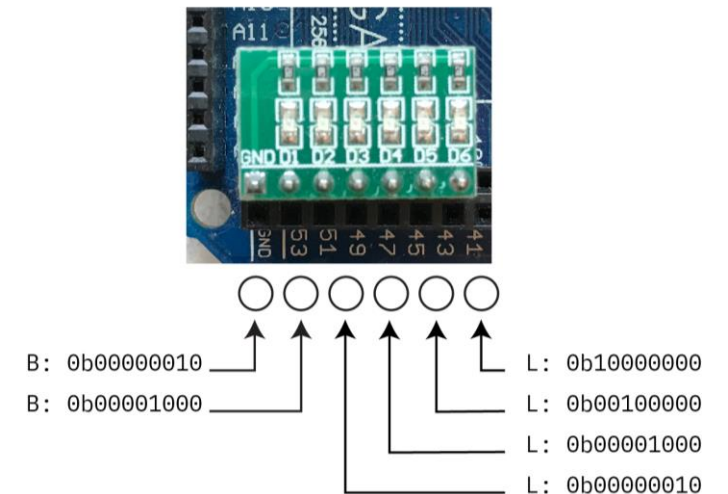 A11
256
GND D1 D2 D3 D4 D5 D6
GND 53 51 49 47 45 43 41
B: 0b00000010
B: 0b00001000
L: 0b10000000
L: 0b00100000
L: 0b00001000
L: 0b00000010